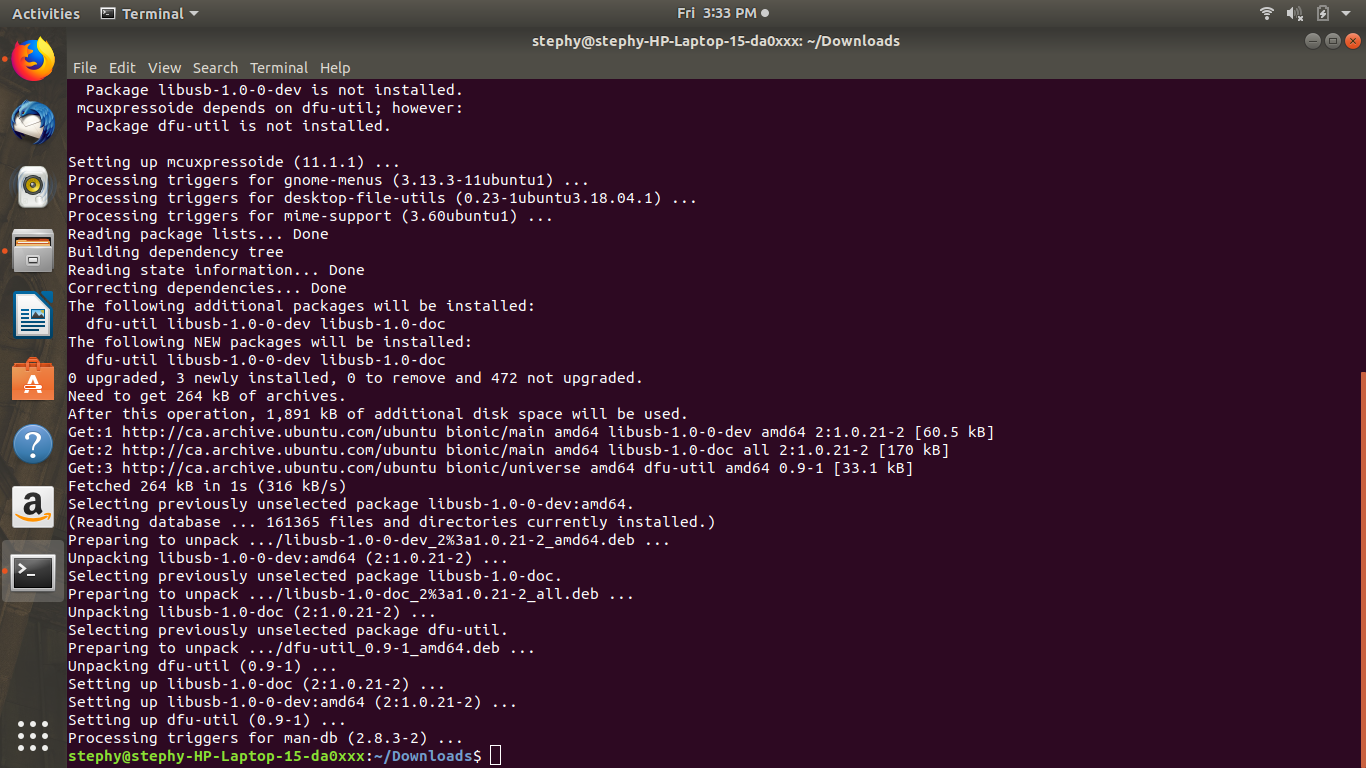 Activities Terminal Fri 3:33 PM
stephy@stephy-HP-Laptop-15-da0xxx: ~/Downloads
File Edit View Search Terminal Help
Package libusb-1.0-0-dev is not installed.
mcuxpressoide depends on dfu-util; however:
Package dfu-util is not installed.
Setting up mcuxpressoide (11.1.1) ...
Processing triggers for gnome-menus (3.13.3-11ubuntu1) ...
Processing triggers for desktop-file-utils (0.23-1ubuntu3.18.04.1) ...
Processing triggers for mime-support (3.60ubuntu1) ...
Reading package lists... Done
Building dependency tree
Reading state information... Done
Correcting dependencies... Done
The following additional packages will be installed:
dfu-util libusb-1.0-0-dev libusb-1.0-doc
The following NEW packages will be installed:
dfu-util libusb-1.0-0-dev libusb-1.0-doc
0 upgraded, 3 newly installed, 0 to remove and 472 not upgraded.
Need to get 264 kB of archives.
After this operation, 1,891 kB of additional disk space will be used.
Get:1 http://ca.archive.ubuntu.com/ubuntu bionic/main amd64 libusb-1.0-0-dev amd64 2:1.0.21-2 [60.5 kB]
Get:2 http://ca.archive.ubuntu.com/ubuntu bionic/main amd64 libusb-1.0-doc all 2:1.0.21-2 [170 kB]
Get:3 http://ca.archive.ubuntu.com/ubuntu bionic/universe amd64 dfu-util amd64 0.9-1 [33.1 kB]
Fetched 264 kB in 1s (316 kB/s)
Selecting previously unselected package libusb-1.0-0-dev:amd64.
(Reading database ... 161365 files and directories currently installed.)
Preparing to unpack .../libusb-1.0-0-dev_2%3a1.0.21-2_amd64.deb ...
Unpacking libusb-1.0-0-dev:amd64 (2:1.0.21-2) ...
Selecting previously unselected package libusb-1.0-doc.
Preparing to unpack .../libusb-1.0-doc_2%3a1.0.21-2_all.deb ...
Unpacking libusb-1.0-doc (2:1.0.21-2) ...
Selecting previously unselected package dfu-util.
Preparing to unpack .../dfu-util_0.9-1_amd64.deb ...
Unpacking dfu-util (0.9-1) ...
Setting up libusb-1.0-doc (2:1.0.21-2) ...
Setting up libusb-1.0-0-dev:amd64 (2:1.0.21-2) ...
Setting up dfu-util (0.9-1) ...
Processing triggers for man-db (2.8.3-2) ...
stephy@stephy-HP-Laptop-15-da0xxx:~/Downloads$